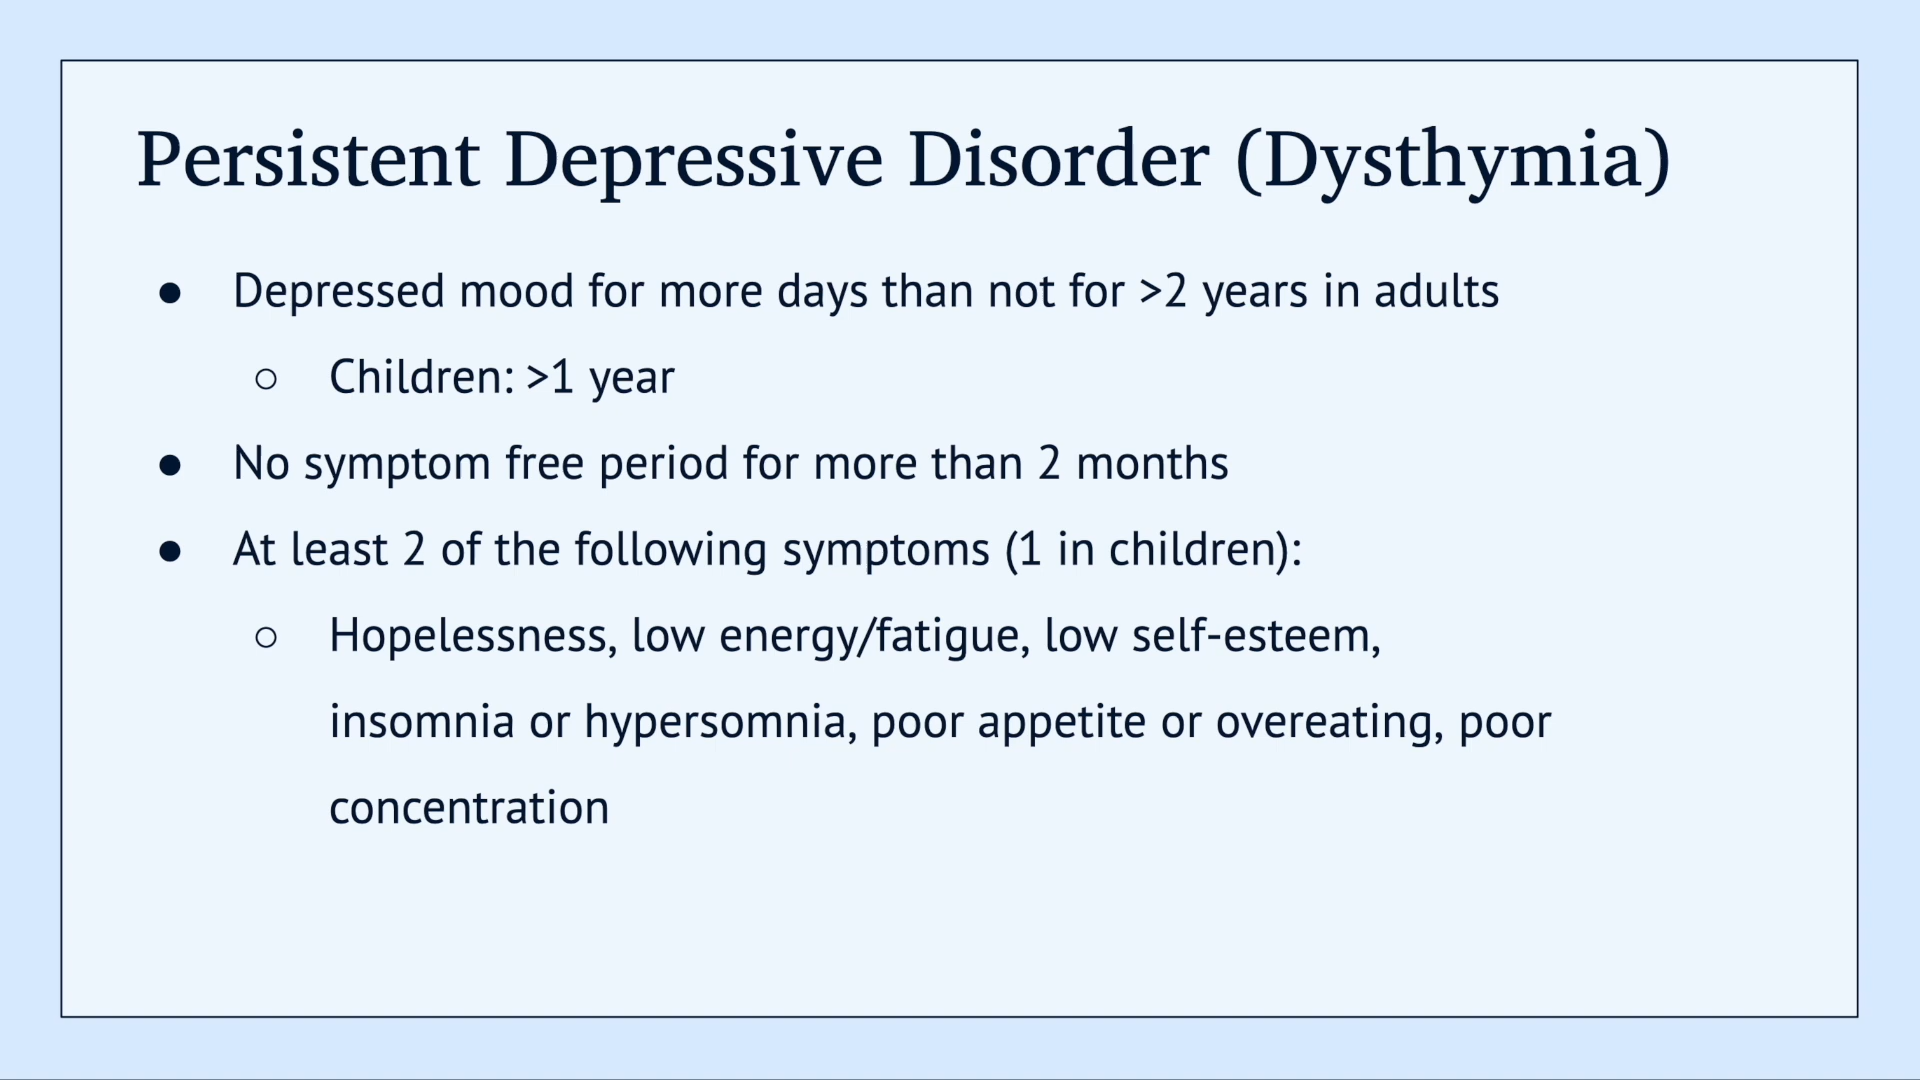 Persistent Depressive Disorder (Dysthymia)
● Depressed mood for more days than not for >2 years in adults
○ Children: >1 year
● No symptom free period for more than 2 months
● At least 2 of the following symptoms (1 in children):
○ Hopelessness, low energy/fatigue, low self-esteem,
insomnia or hypersomnia, poor appetite or overeating, poor
concentration